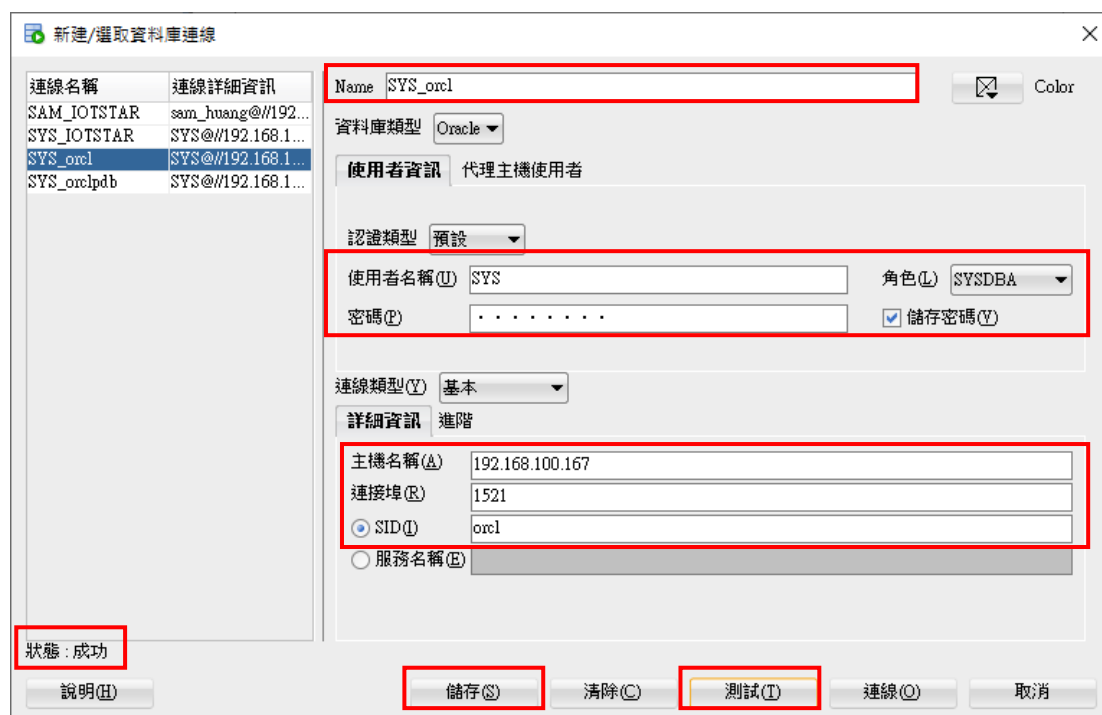 新建/選取資料庫連線
連線名稱 連線詳細資訊
SAM_IOTSTAR sam_huang@//192...
SYS_IOTSTAR SYS@//192.168.1...
SYS_orcl SYS@//192.168.1...
SYS_orclpdb SYS@//192.168.1...
Name SYS_orcl
Color
資料庫類型 Oracle
使用者資訊 代理主機使用者
認證類型 預設
使用者名稱(U) SYS 角色(L) SYSDBA
密碼(P) ········ 儲存密碼(V)
連線類型(Y) 基本
詳細資訊 進階
主機名稱(A) 192.168.100.167
連接埠(R) 1521
SID(I) orcl
服務名稱(E)
狀態 : 成功
說明(H) 儲存(S) 清除(C) 測試(T) 連線(O) 取消